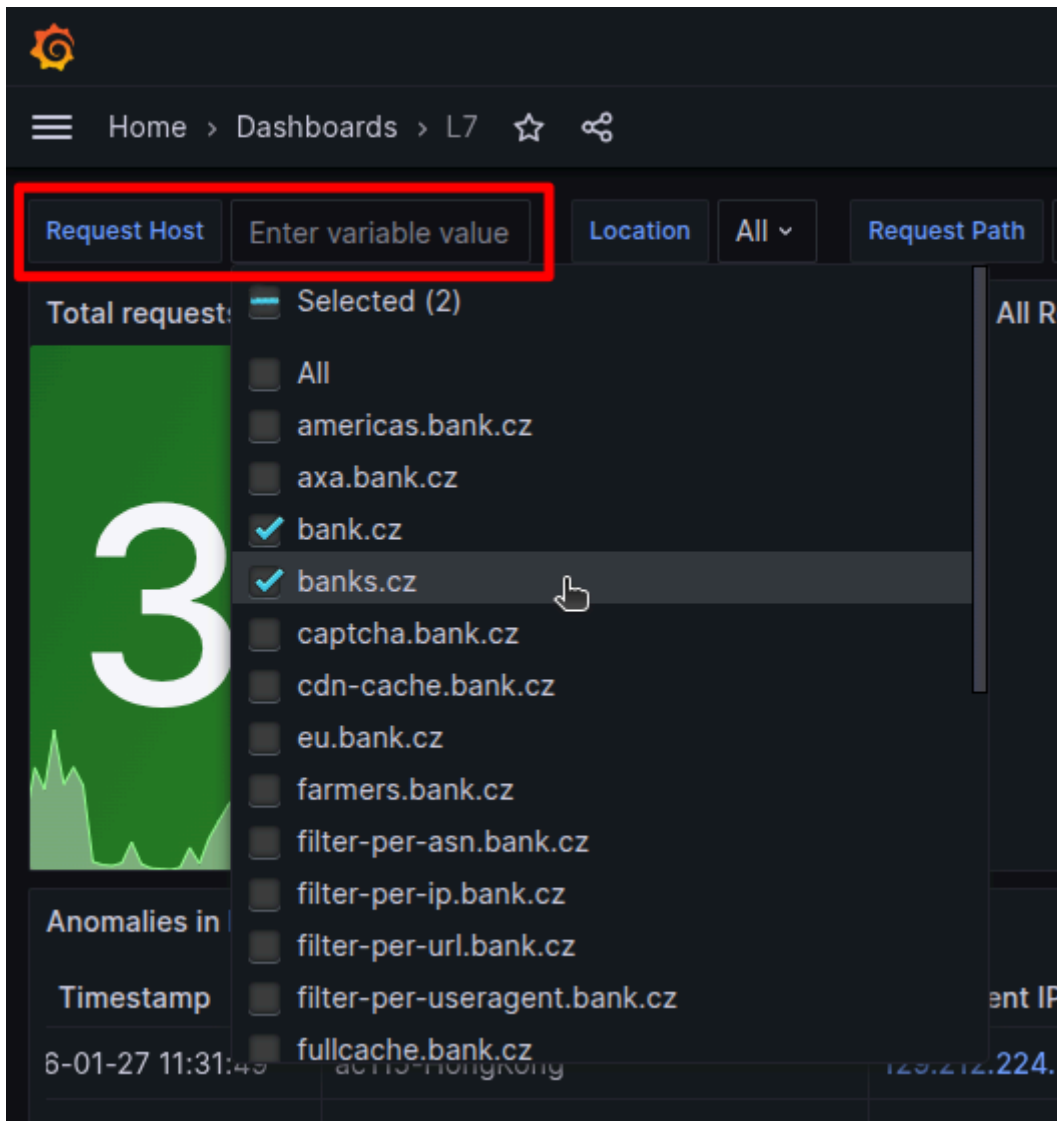 Home › Dashboards › L7
Request Host Enter variable value Location All Request Path
Selected (2)
Total request All R
All
americas.bank.cz
axa.bank.cz
bank.cz
3
banks.cz
captcha.bank.cz
cdn-cache.bank.cz
eu.bank.cz
farmers.bank.cz
filter-per-asn.bank.cz
filter-per-ip.bank.cz
Anomalies in
filter-per-url.bank.cz
Timestamp filter-per-useragent.bank.cz ent IP
fullcache.bank.cz
6-01-27 11:31:49